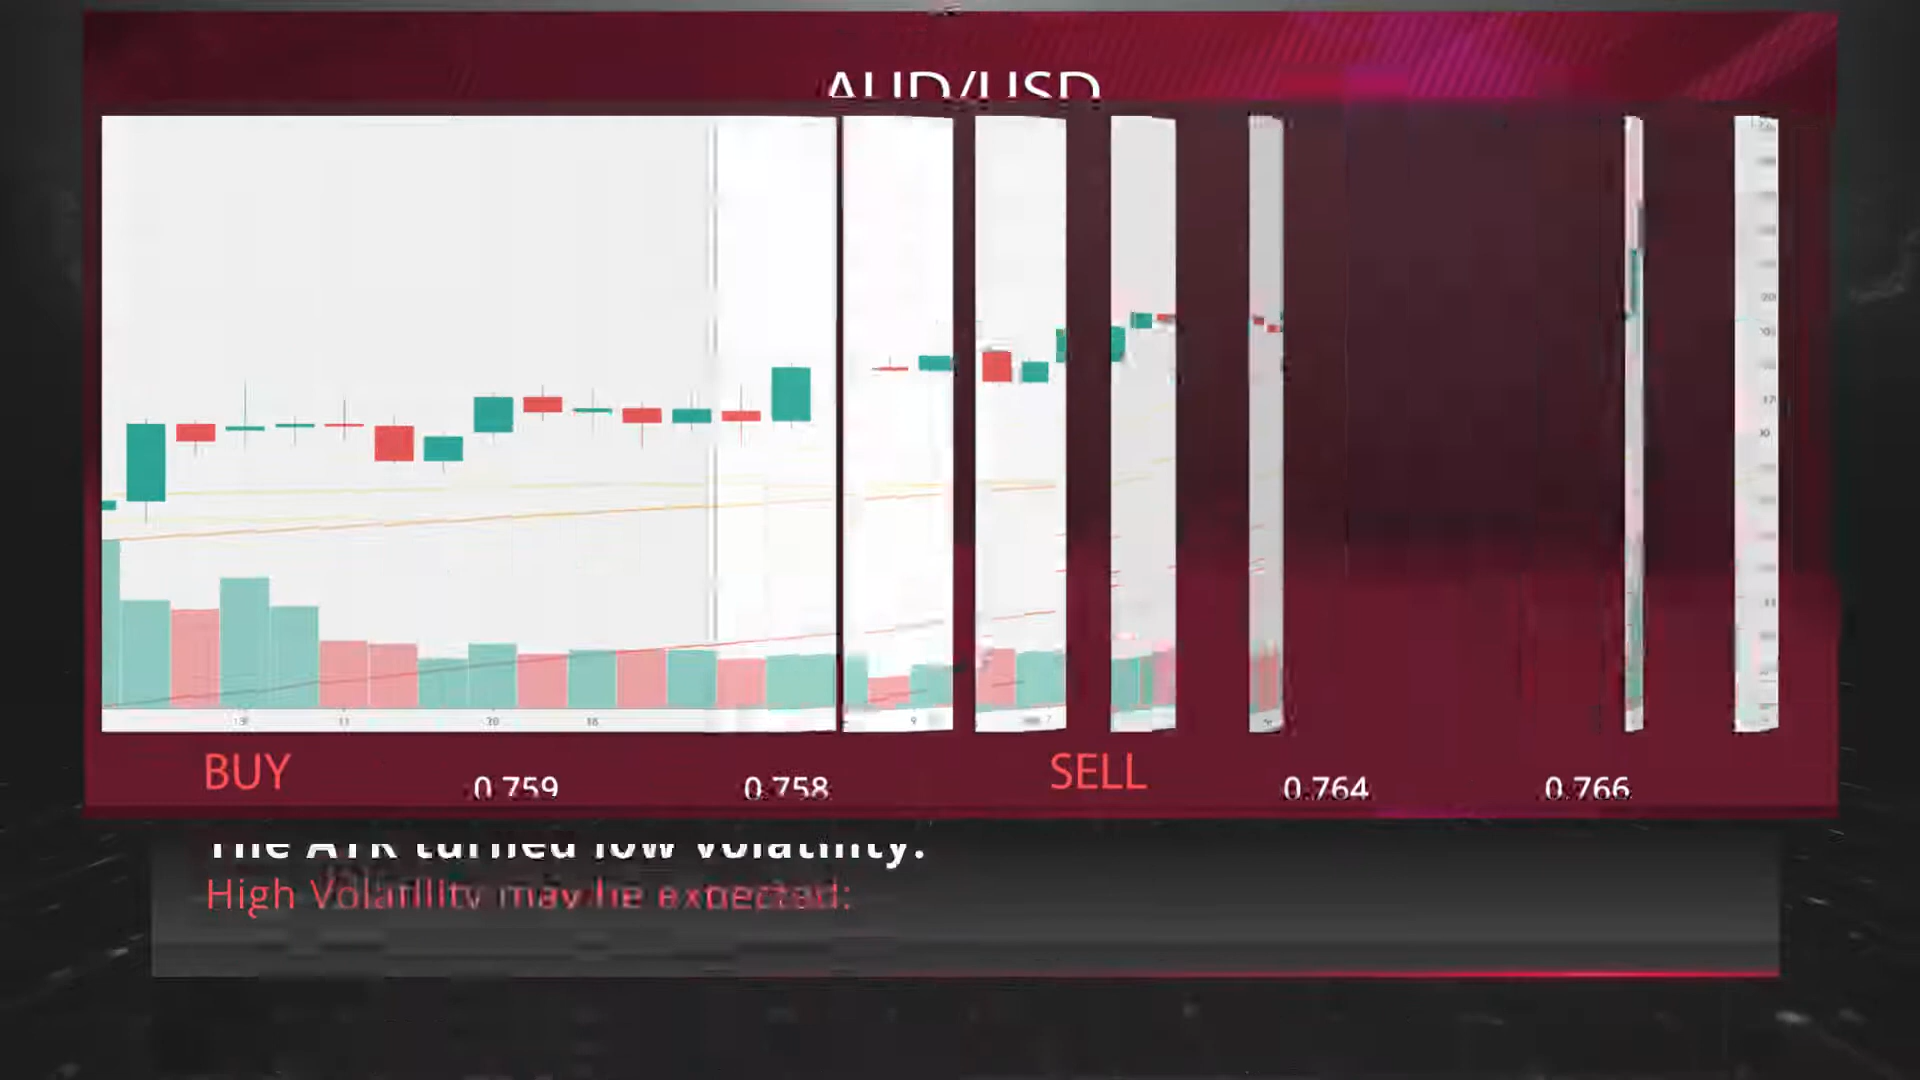 AUD/USD
BUY 0.759 0.758 SELL 0.764 0.766
The ATR turned low volatility.
High Volatility may be expected: